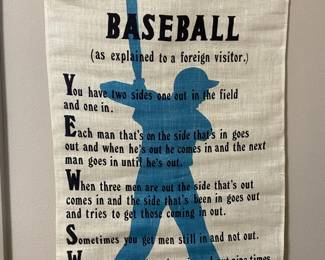 BASEBALL
(as explained to a foreign visitor.)
You have two sides one out in the field
and one in.
Each man that's on the side that's in goes
out and when he's out he comes in and the next
man goes in until he's out.
When three men are out the side that's out
comes in and the side that's been in goes out
and tries to get those coming in out.
Sometimes you get men still in and not out.
nine times